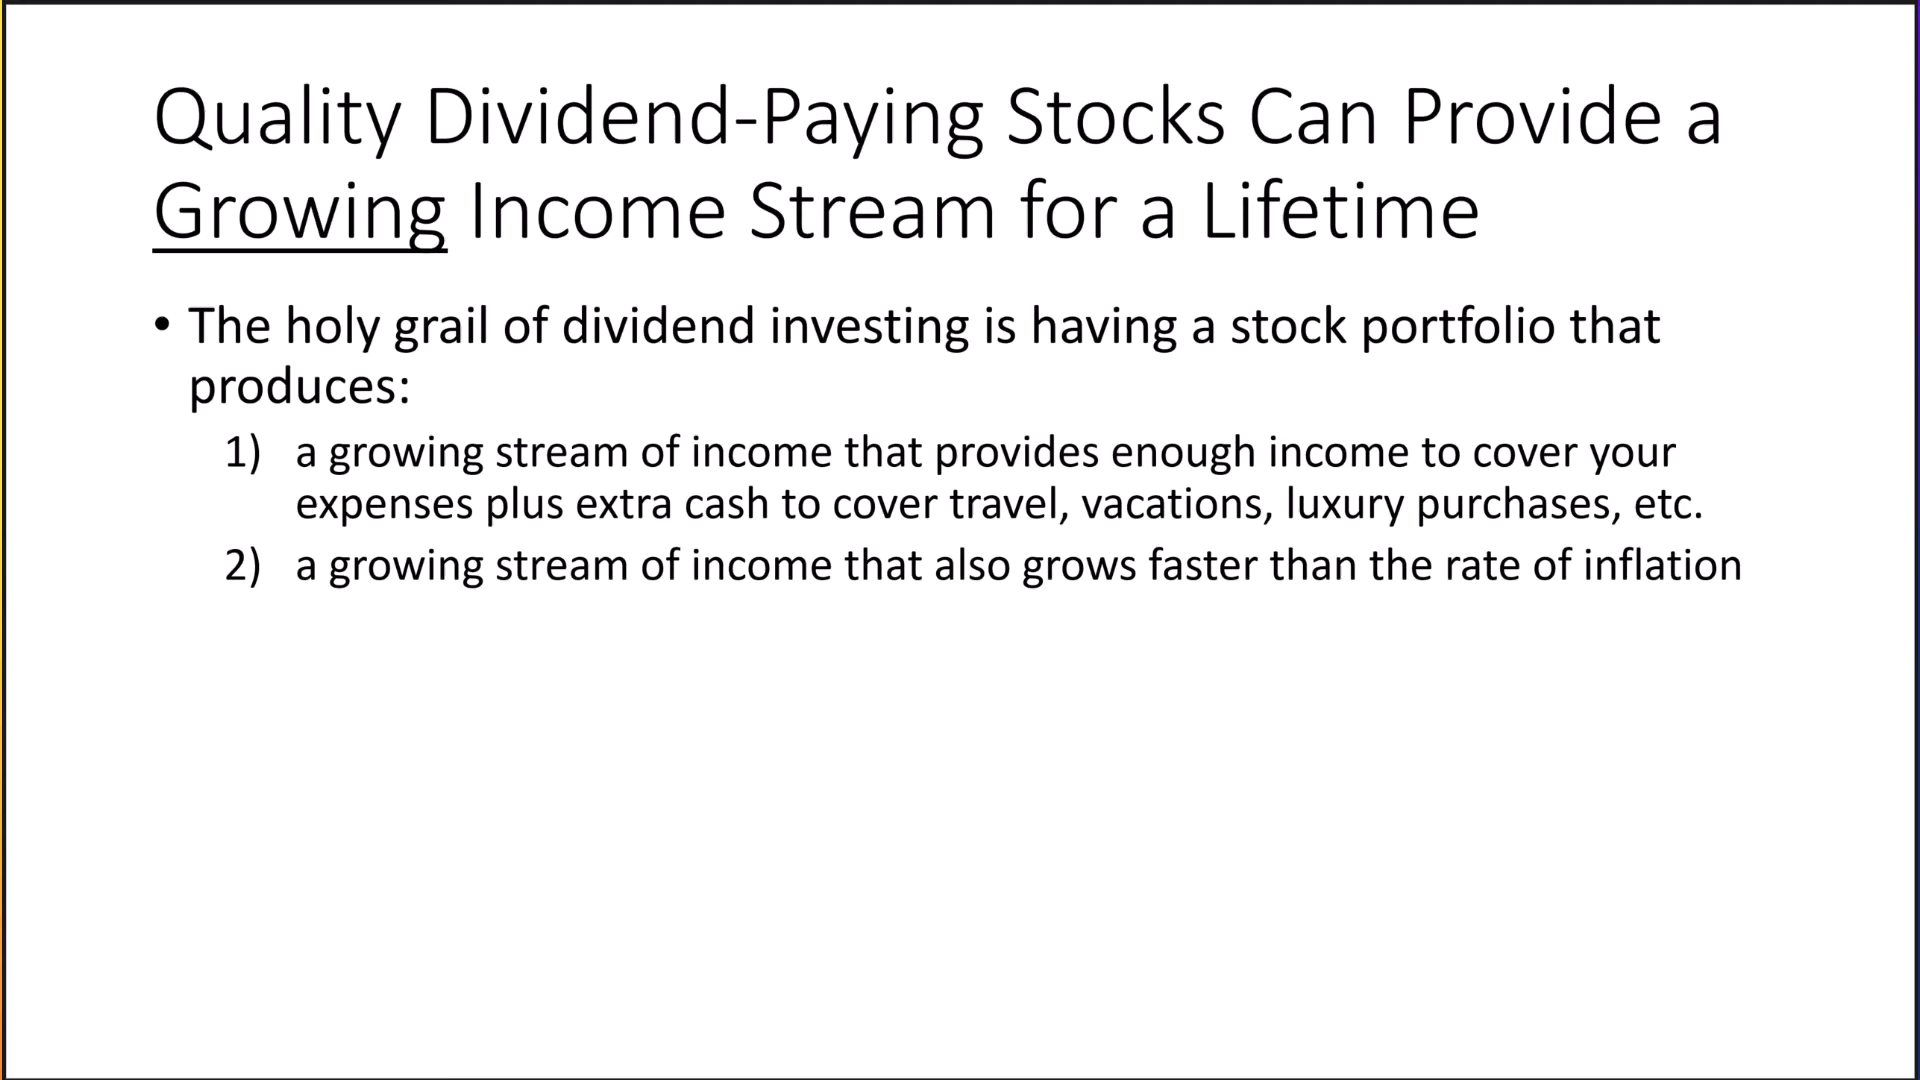 Quality Dividend-Paying Stocks Can Provide a
Growing Income Stream for a Lifetime
• The holy grail of dividend investing is having a stock portfolio that
produces:
1) a growing stream of income that provides enough income to cover your
expenses plus extra cash to cover travel, vacations, luxury purchases, etc.
2) a growing stream of income that also grows faster than the rate of inflation